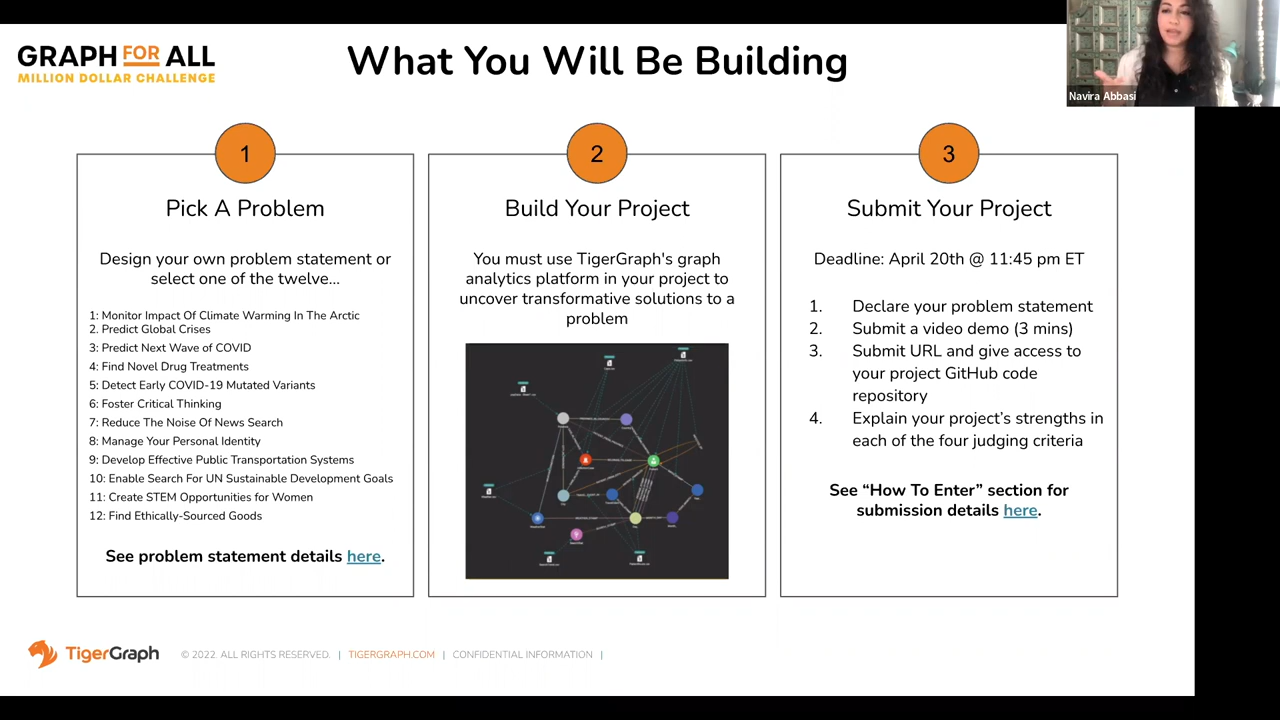 GRAPH FOR ALL
MILLION DOLLAR CHALLENGE
What You Will Be Building
Navira Abbasi
1
Pick A Problem
Design your own problem statement or
select one of the twelve...
1: Monitor Impact Of Climate Warming In The Arctic
2. Predict Global Crises
3: Predict Next Wave of COVID
4: Find Novel Drug Treatments
5: Detect Early COVID-19 Mutated Variants
6: Foster Critical Thinking
7: Reduce The Noise Of News Search
8: Manage Your Personal Identity
9: Develop Effective Public Transportation Systems
10: Enable Search For UN Sustainable Development Goals
11: Create STEM Opportunities for Women
12: Find Ethically-Sourced Goods
See problem statement details here.
2
Build Your Project
You must use TigerGraph's graph
analytics platform in your project to
uncover transformative solutions to a
problem
3
Submit Your Project
Deadline: April 20th @ 11:45 pm ET
1. Declare your problem statement
2. Submit a video demo (3 mins)
3. Submit URL and give access to
your project GitHub code
repository
4. Explain your project’s strengths in
each of the four judging criteria
See “How To Enter” section for
submission details here.
TigerGraph
© 2022. ALL RIGHTS RESERVED. | TIGERGRAPH.COM | CONFIDENTIAL INFORMATION |